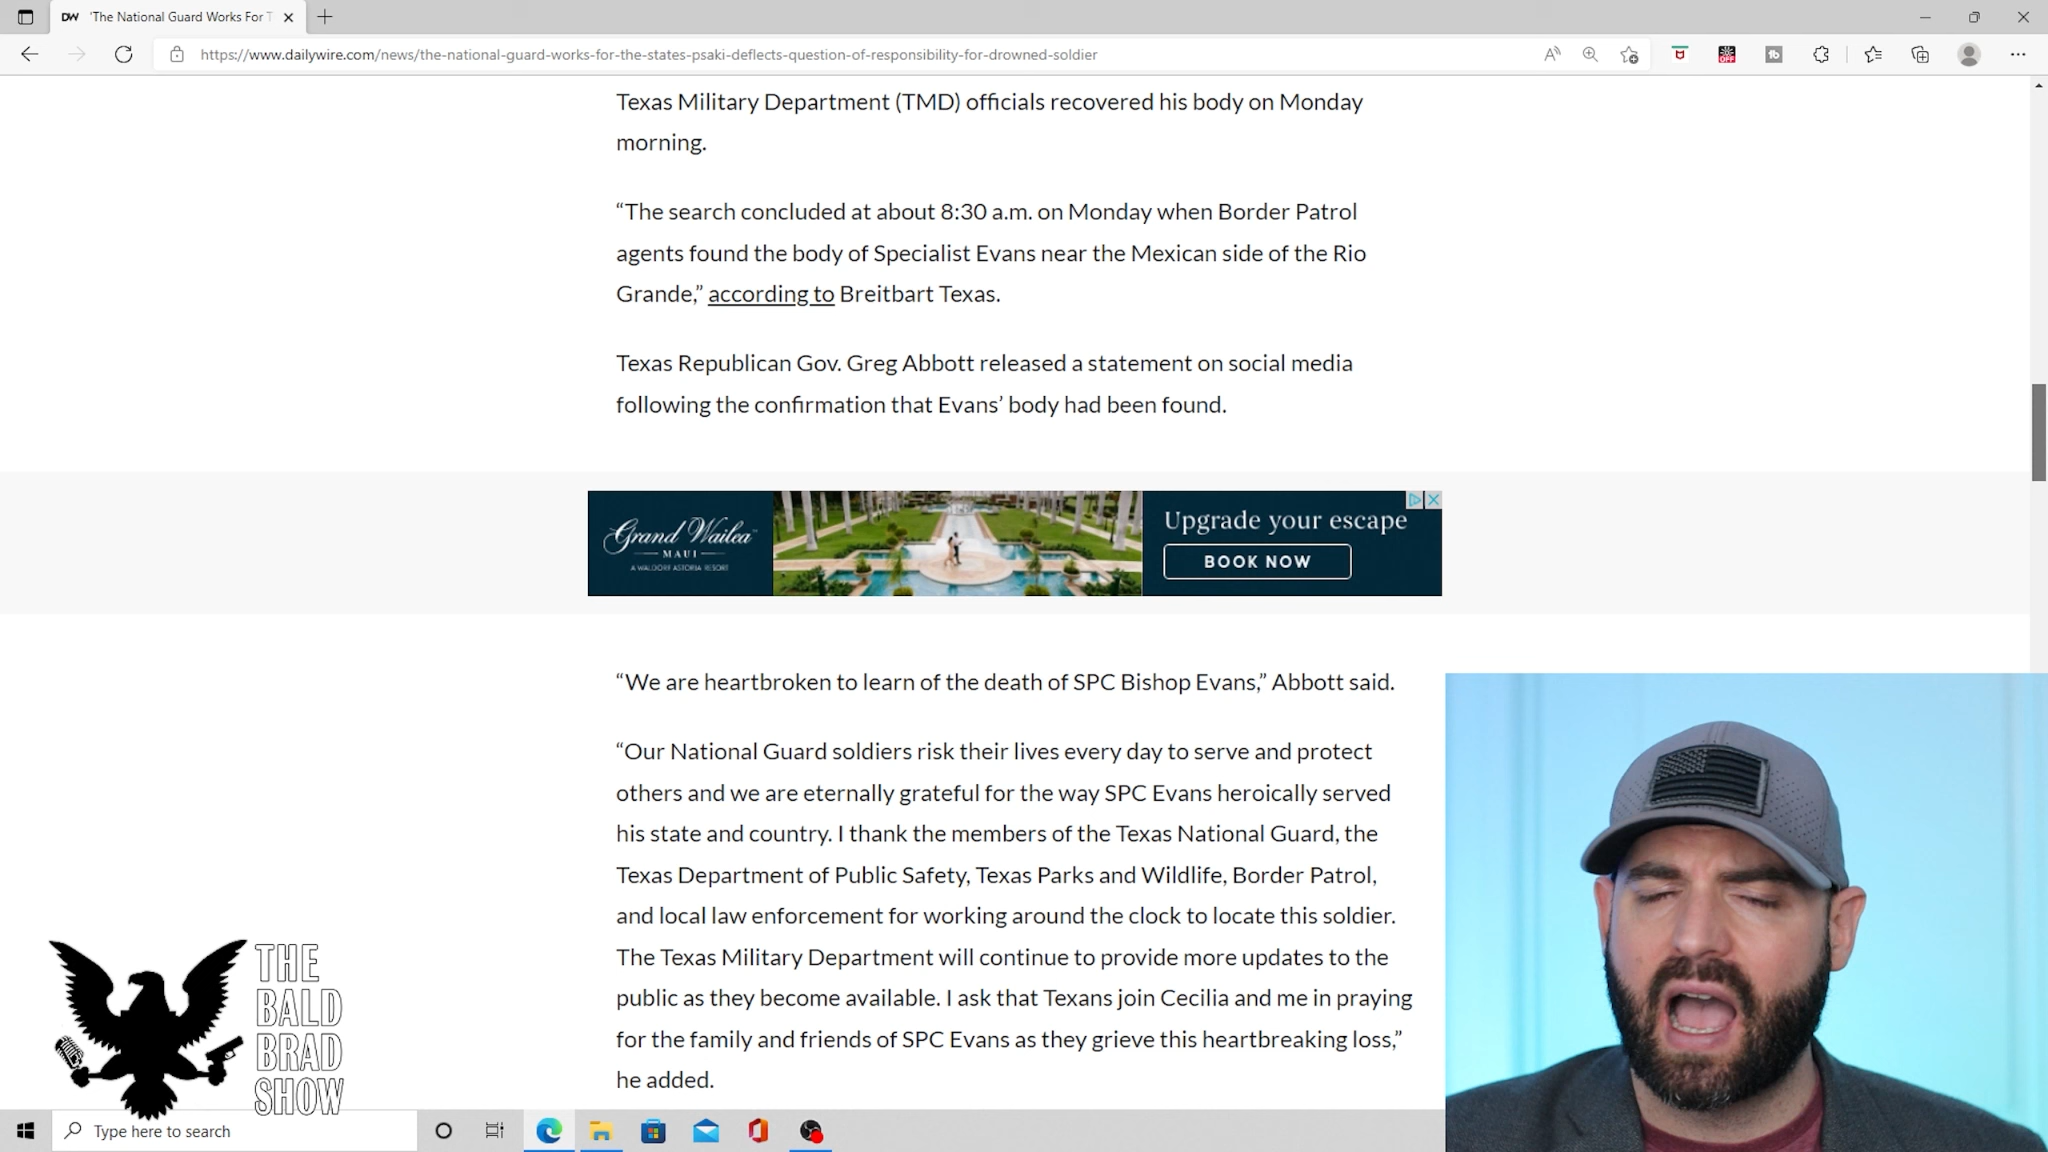 DW 'The National Guard Works For T
https://www.dailywire.com/news/the-national-guard-works-for-the-states-psaki-deflects-question-of-responsibility-for-drowned-soldier
OFF
tb
Texas Military Department (TMD) officials recovered his body on Monday
morning.
“The search concluded at about 8:30 a.m. on Monday when Border Patrol
agents found the body of Specialist Evans near the Mexican side of the Rio
Grande,” according to Breitbart Texas.
Texas Republican Gov. Greg Abbott released a statement on social media
following the confirmation that Evans’ body had been found.
Grand Wailea
MAUI
A WALDORF ASTORIA RESORT
Upgrade your escape
BOOK NOW
“We are heartbroken to learn of the death of SPC Bishop Evans,” Abbott said.
“Our National Guard soldiers risk their lives every day to serve and protect
others and we are eternally grateful for the way SPC Evans heroically served
his state and country. I thank the members of the Texas National Guard, the
Texas Department of Public Safety, Texas Parks and Wildlife, Border Patrol,
and local law enforcement for working around the clock to locate this soldier.
The Texas Military Department will continue to provide more updates to the
public as they become available. I ask that Texans join Cecilia and me in praying
for the family and friends of SPC Evans as they grieve this heartbreaking loss,”
he added.
THE
BALD
BRAD
SHOW
Type here to search